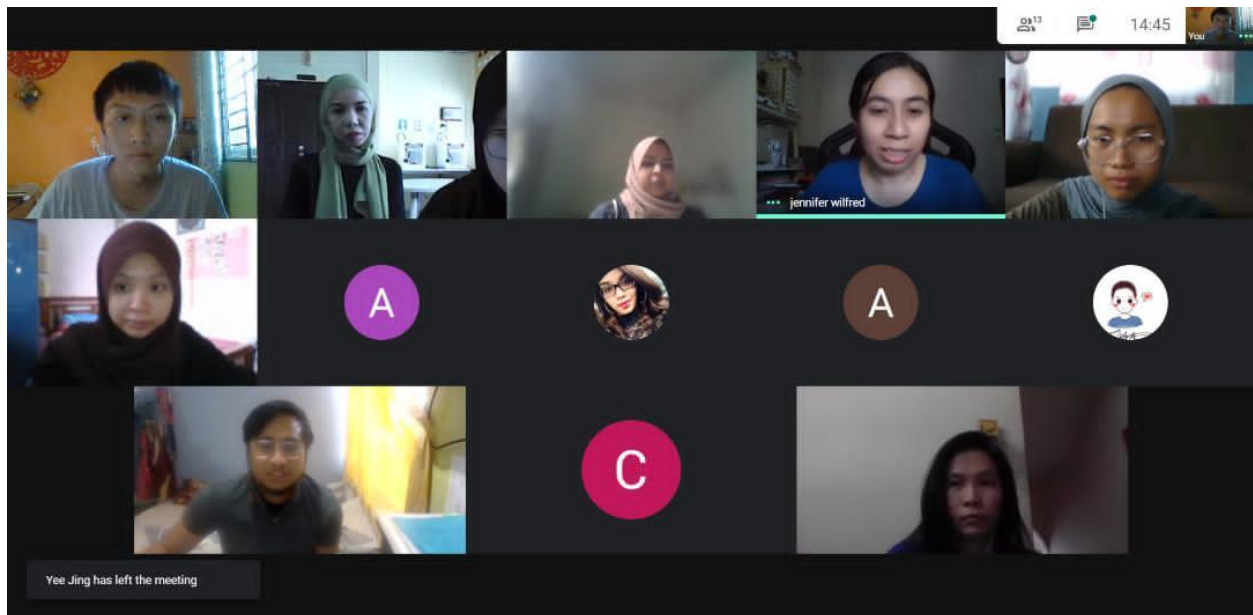 13
14:45
You
jennifer wilfred
A
A
C
Yee Jing has left the meeting